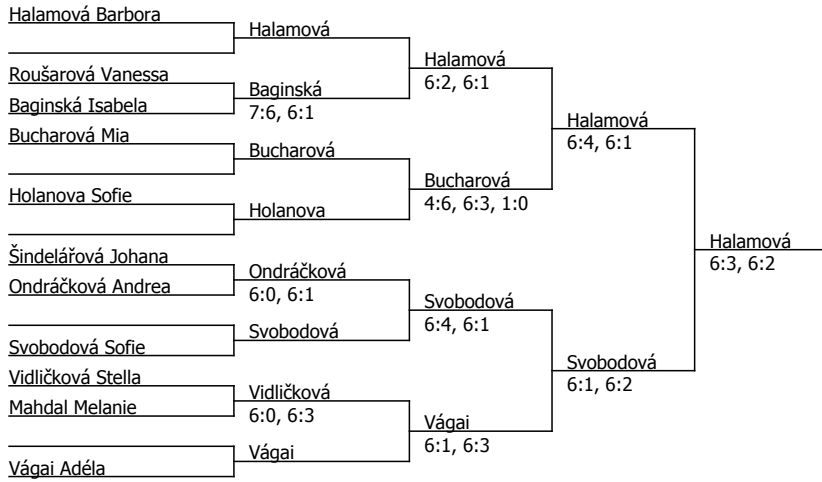 Halamová Barbora
Roušarová Vanessa
Baginská Isabela
Bucharová Mia
Holanova Sofie
Šindelářová Johana
Ondráčková Andrea
Svobodová Sofie
Vidličková Stella
Mahdal Melanie
Vágai Adéla
Halamová
Baginská
7:6, 6:1
Bucharová
Holanova
Ondráčková
6:0, 6:1
Svobodová
Vidličková
6:0, 6:3
Vágai
Halamová
6:2, 6:1
Bucharová
4:6, 6:3, 1:0
Svobodová
6:4, 6:1
Vágai
6:1, 6:3
Halamová
6:4, 6:1
Svobodová
6:1, 6:2
Halamová
6:3, 6:2